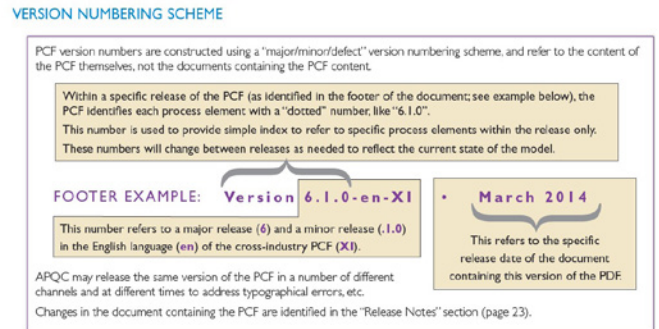 VERSION NUMBERING SCHEME
PCF version numbers are constructed using a "major/minor/defect" version numbering scheme, and refer to the content of
the PCF themselves, not the documents containing the PCF content.
Within a specific release of the PCF (as identified in the footer of the document; see example below), the
PCF identifies each process element with a "dotted" number, like "6.1.0".
This number is used to provide simple index to refer to specific process elements within the release only.
These numbers will change between releases as needed to reflect the current state of the model.
FOOTER EXAMPLE: Version 6.1.0-en-XI • March 2014
This number refers to a major release (6) and a minor release (.1.0)
in the English language (en) of the cross-industry PCF (XI).
This refers to the specific
release date of the document
containing this version of the PDF.
APQC may release the same version of the PCF in a number of different
channels and at different times to address typographical errors, etc.
Changes in the document containing the PCF are identified in the "Release Notes" section (page 23).